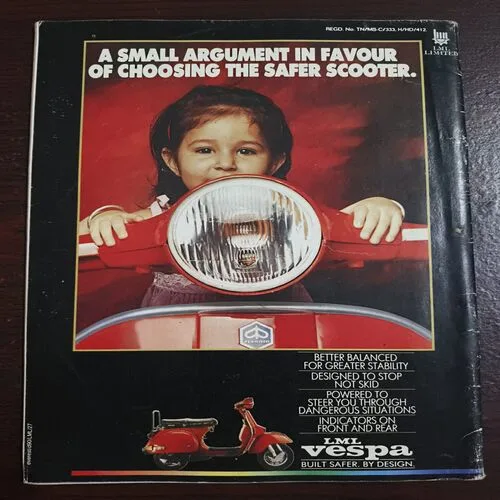 REGD. No. TN/MS-C/333, H/HD/412.
LML
LIMITED
A SMALL ARGUMENT IN FAVOUR
OF CHOOSING THE SAFER SCOOTER.
PIAGGIO
BETTER BALANCED
FOR GREATER STABILITY
DESIGNED TO STOP
NOT SKID
POWERED TO
STEER YOU THROUGH
DANGEROUS SITUATIONS
INDICATORS ON
FRONT AND REAR
LML
vespa
BUILT SAFER. BY DESIGN.